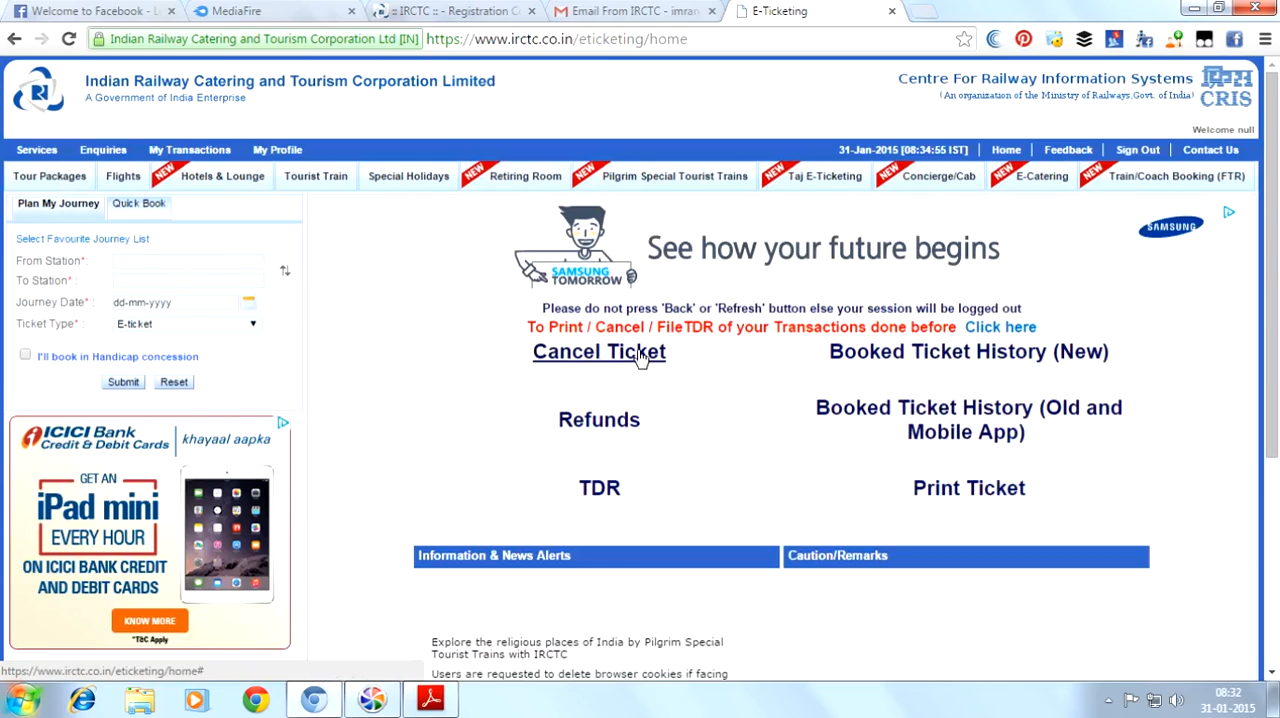 Welcome to Facebook - L
MediaFire
:: IRCTC :: - Registration C
Email From IRCTC - imran
E-Ticketing
Indian Railway Catering and Tourism Corporation Ltd [IN]
https://www.irctc.co.in/eticketing/home
Indian Railway Catering and Tourism Corporation Limited
A Government of India Enterprise
Centre For Railway Information Systems
(An organization of the Ministry of Railways,Govt. of India)
CRIS
Welcome null
Services Enquiries My Transactions My Profile
31-Jan-2015 [08:34:55 IST] Home Feedback Sign Out Contact Us
Tour Packages Flights NEW Hotels & Lounge Tourist Train Special Holidays NEW Retiring Room NEW Pilgrim Special Tourist Trains NEW Taj E-Ticketing NEW Concierge/Cab NEW E-Catering NEW Train/Coach Booking (FTR)
Plan My Journey Quick Book
Select Favourite Journey List
From Station*:
To Station*:
Journey Date* : dd-mm-yyyy
Ticket Type* : E-ticket
I'll book in Handicap concession
Submit Reset
SAMSUNG TOMORROW
See how your future begins
SAMSUNG
Please do not press 'Back' or 'Refresh' button else your session will be logged out
To Print / Cancel / FileTDR of your Transactions done before Click here
Cancel Ticket
Booked Ticket History (New)
Refunds
Booked Ticket History (Old and
Mobile App)
TDR
Print Ticket
ICICI Bank
Credit & Debit Cards
khayaal aapka
GET AN
iPad mini
EVERY HOUR
ON ICICI BANK CREDIT
AND DEBIT CARDS
KNOW MORE
*T&C Apply
Information & News Alerts
Caution/Remarks
Explore the religious places of India by Pilgrim Special
Tourist Trains with IRCTC
Users are requested to delete browser cookies if facing
https://www.irctc.co.in/eticketing/home#
08:32
31-01-2015